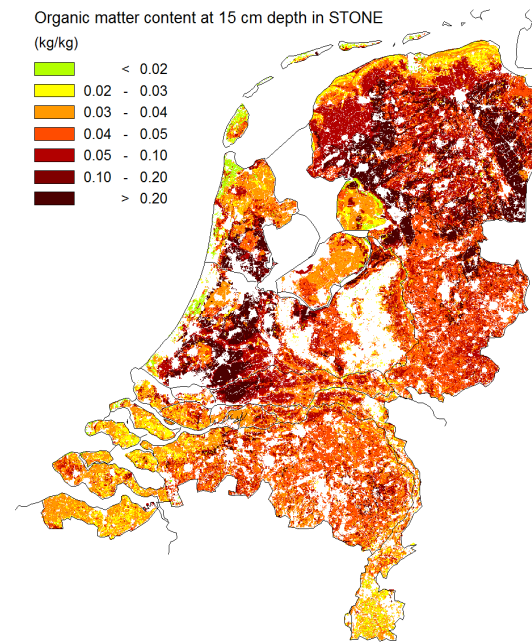 Organic matter content at 15 cm depth in STONE
(kg/kg)
< 0.02
0.02 - 0.03
0.03 - 0.04
0.04 - 0.05
0.05 - 0.10
0.10 - 0.20
> 0.20